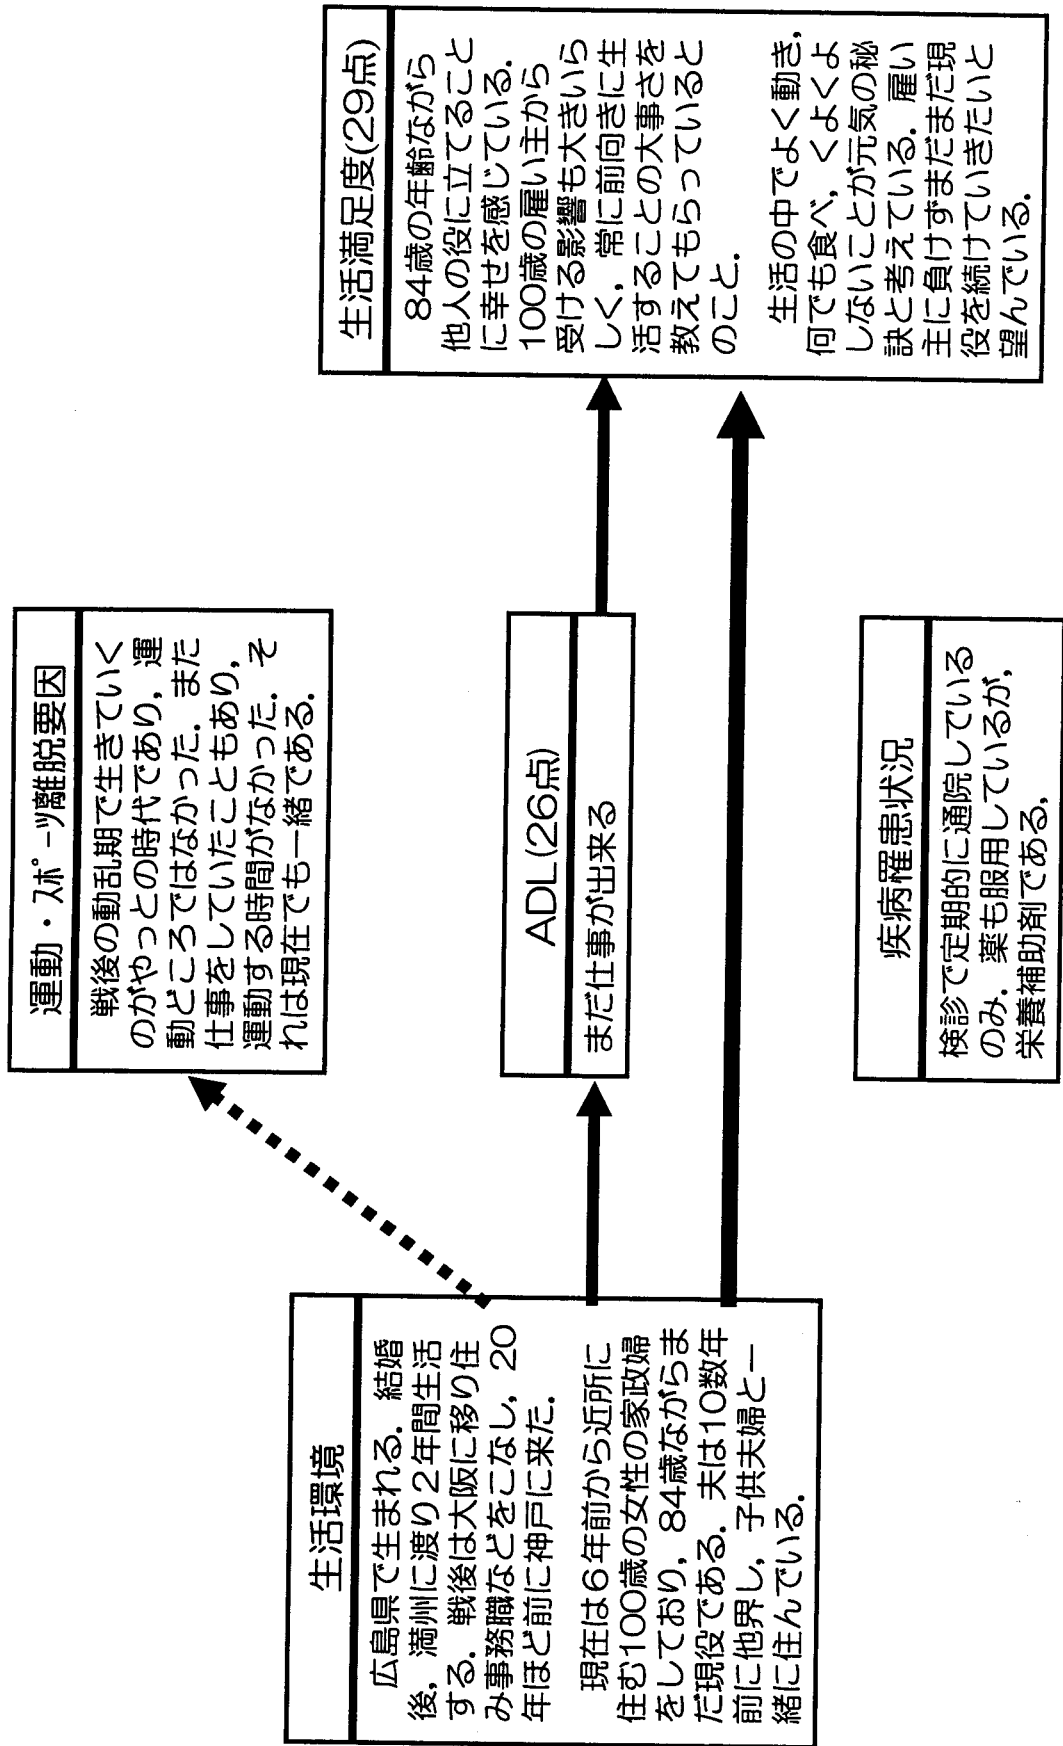 生活環境
広島県で生まれる．結婚
後，満州に渡り２年間生活
する．戦後は大阪に移り住
み事務職などをこなし，20
年ほど前に神戸に来た．
現在は６年前から近所に
住む100歳の女性の家政婦
をしており，84歳ながらま
だ現役である．夫は10数年
前に他界し，子供夫婦と一
緒に住んでいる．
運動・ｽﾎﾟｰﾂ離脱要因
戦後の動乱期で生きていく
のがやっとの時代であり，運
動どころではなかった．また
仕事をしていたこともあり，
運動する時間がなかった．そ
れは現在でも一緒である．
ADL(26点)
まだ仕事が出来る
疾病罹患状況
検診で定期的に通院している
のみ．薬も服用しているが，
栄養補助剤である，
生活満足度(29点)
84歳の年齢ながら
他人の役に立てること
に幸せを感じている．
100歳の雇い主から
受ける影響も大きいら
しく，常に前向きに生
活することの大事さを
教えてもらっていると
のこと．
生活の中でよく動き，
何でも食べ，くよくよ
しないことが元気の秘
訣と考えている．雇い
主に負けずまだまだ現
役を続けていきたいと
望んでいる．